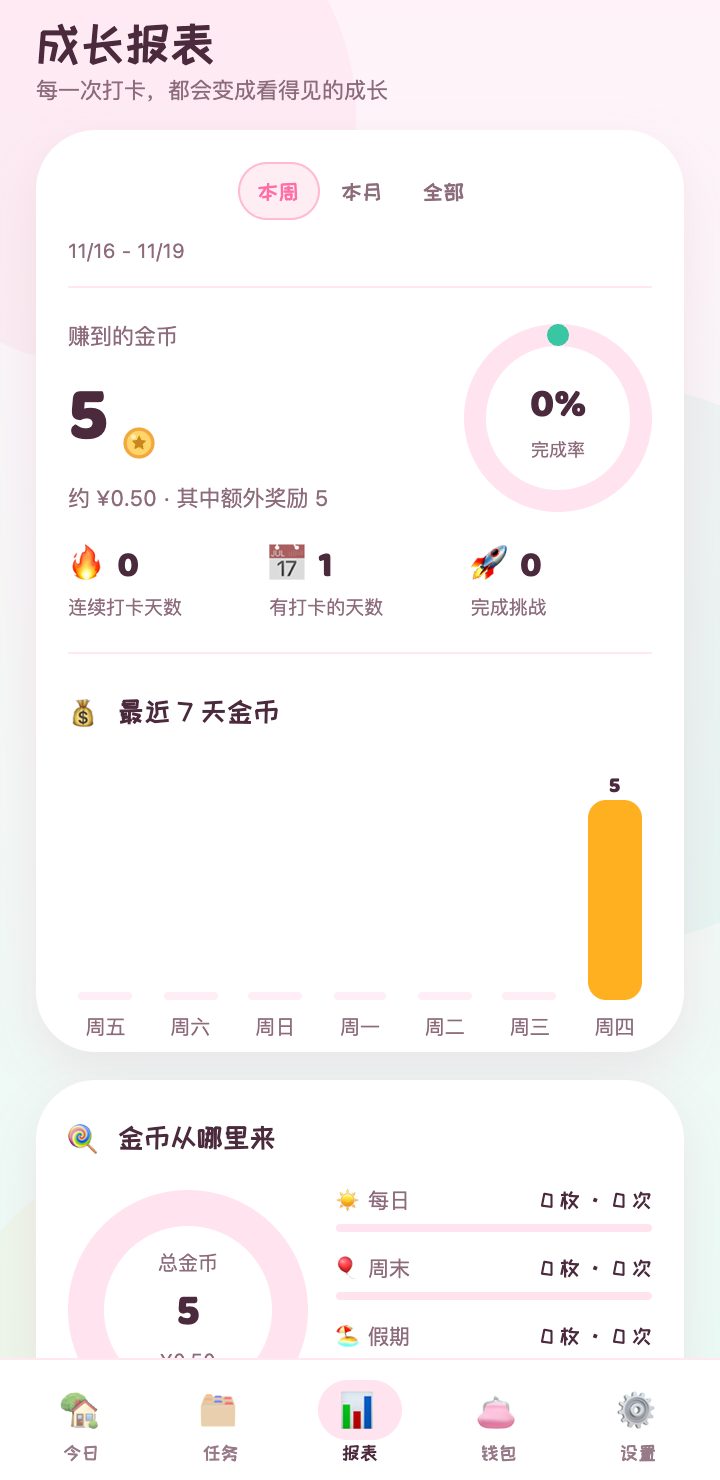 成长报表
每一次打卡，都会变成看得见的成长
本周 本月 全部
11/16 - 11/19
赚到的金币
5
0%
完成率
约 ¥0.50 · 其中额外奖励 5
0
连续打卡天数
JUL
17
1
有打卡的天数
0
完成挑战
最近 7 天金币
5
周五 周六 周日 周一 周二 周三 周四
金币从哪里来
总金币
5
每日 0 枚 · 0 次
周末 0 枚 · 0 次
假期 0 枚 · 0 次
今日 任务 报表 钱包 设置